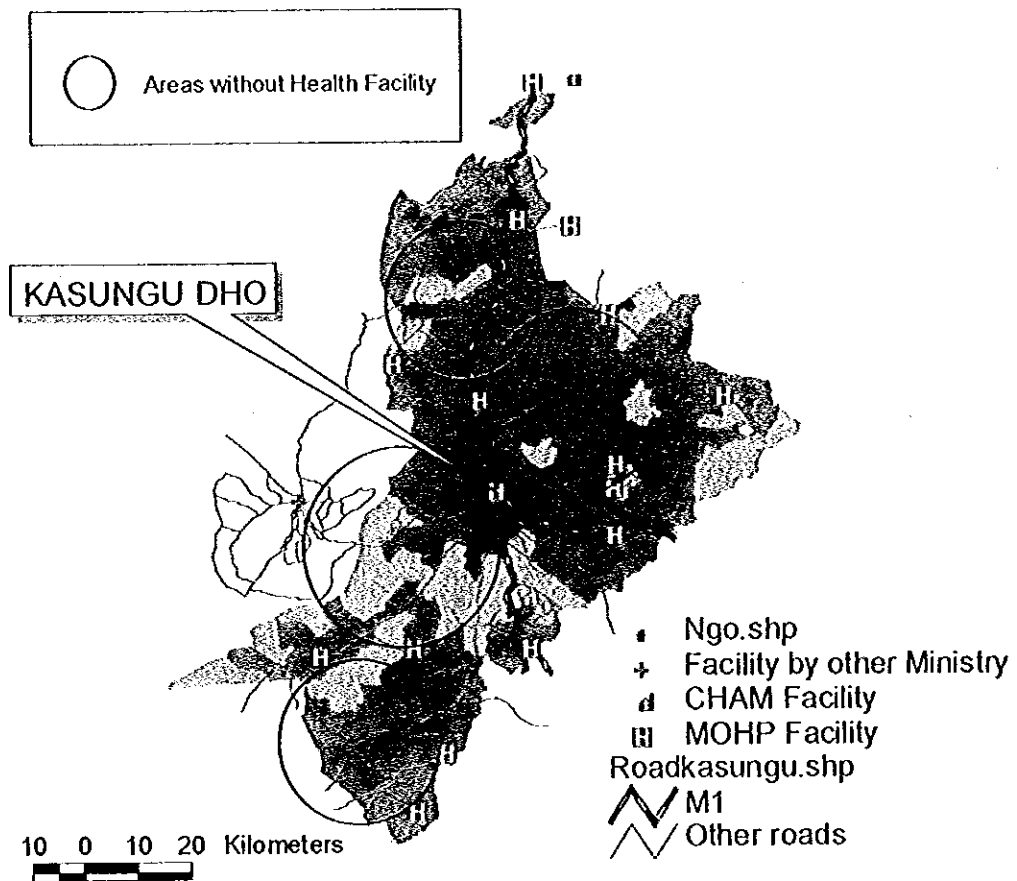 Areas without Health Facility
H
H
H
KASUNGU DHO
H
H
H
H
H
H
d
H
H
H
H
H
H
H
Ngo.shp
+ Facility by other Ministry
d CHAM Facility
H MOHP Facility
Roadkasungu.shp
M1
Other roads
10 0 10 20 Kilometers